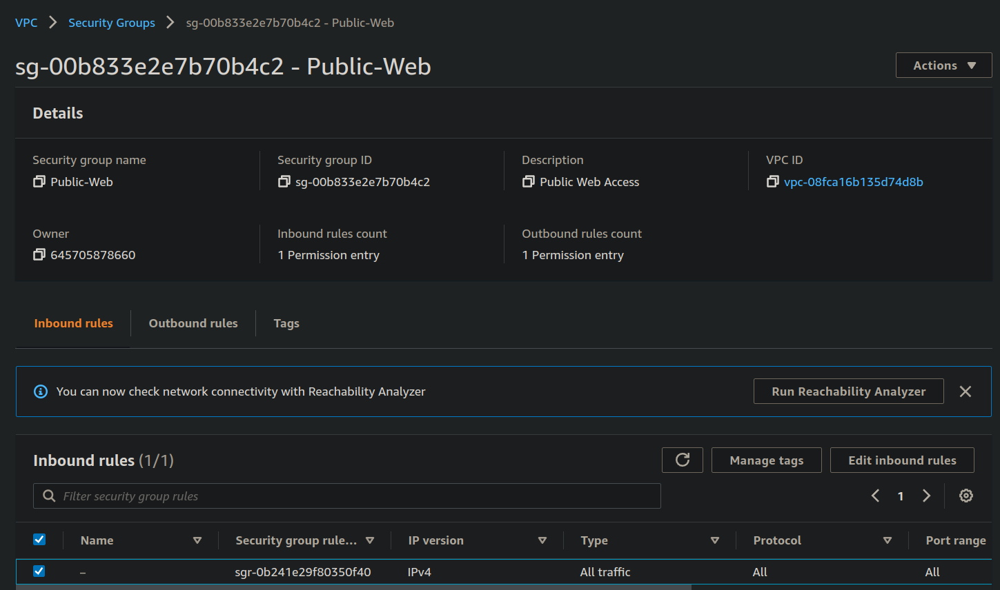 VPC > Security Groups > sg-00b833e2e7b70b4c2 - Public-Web
sg-00b833e2e7b70b4c2 - Public-Web
Actions
Details
Security group name
Public-Web
Security group ID
sg-00b833e2e7b70b4c2
Description
Public Web Access
VPC ID
vpc-08fca16b135d74d8b
Owner
645705878660
Inbound rules count
1 Permission entry
Outbound rules count
1 Permission entry
Inbound rules Outbound rules Tags
You can now check network connectivity with Reachability Analyzer
Run Reachability Analyzer
Inbound rules (1/1)
Manage tags
Edit inbound rules
Filter security group rules
1
Name Security group rule... IP version Type Protocol Port range
– sgr-0b241e29f80350f40 IPv4 All traffic All All